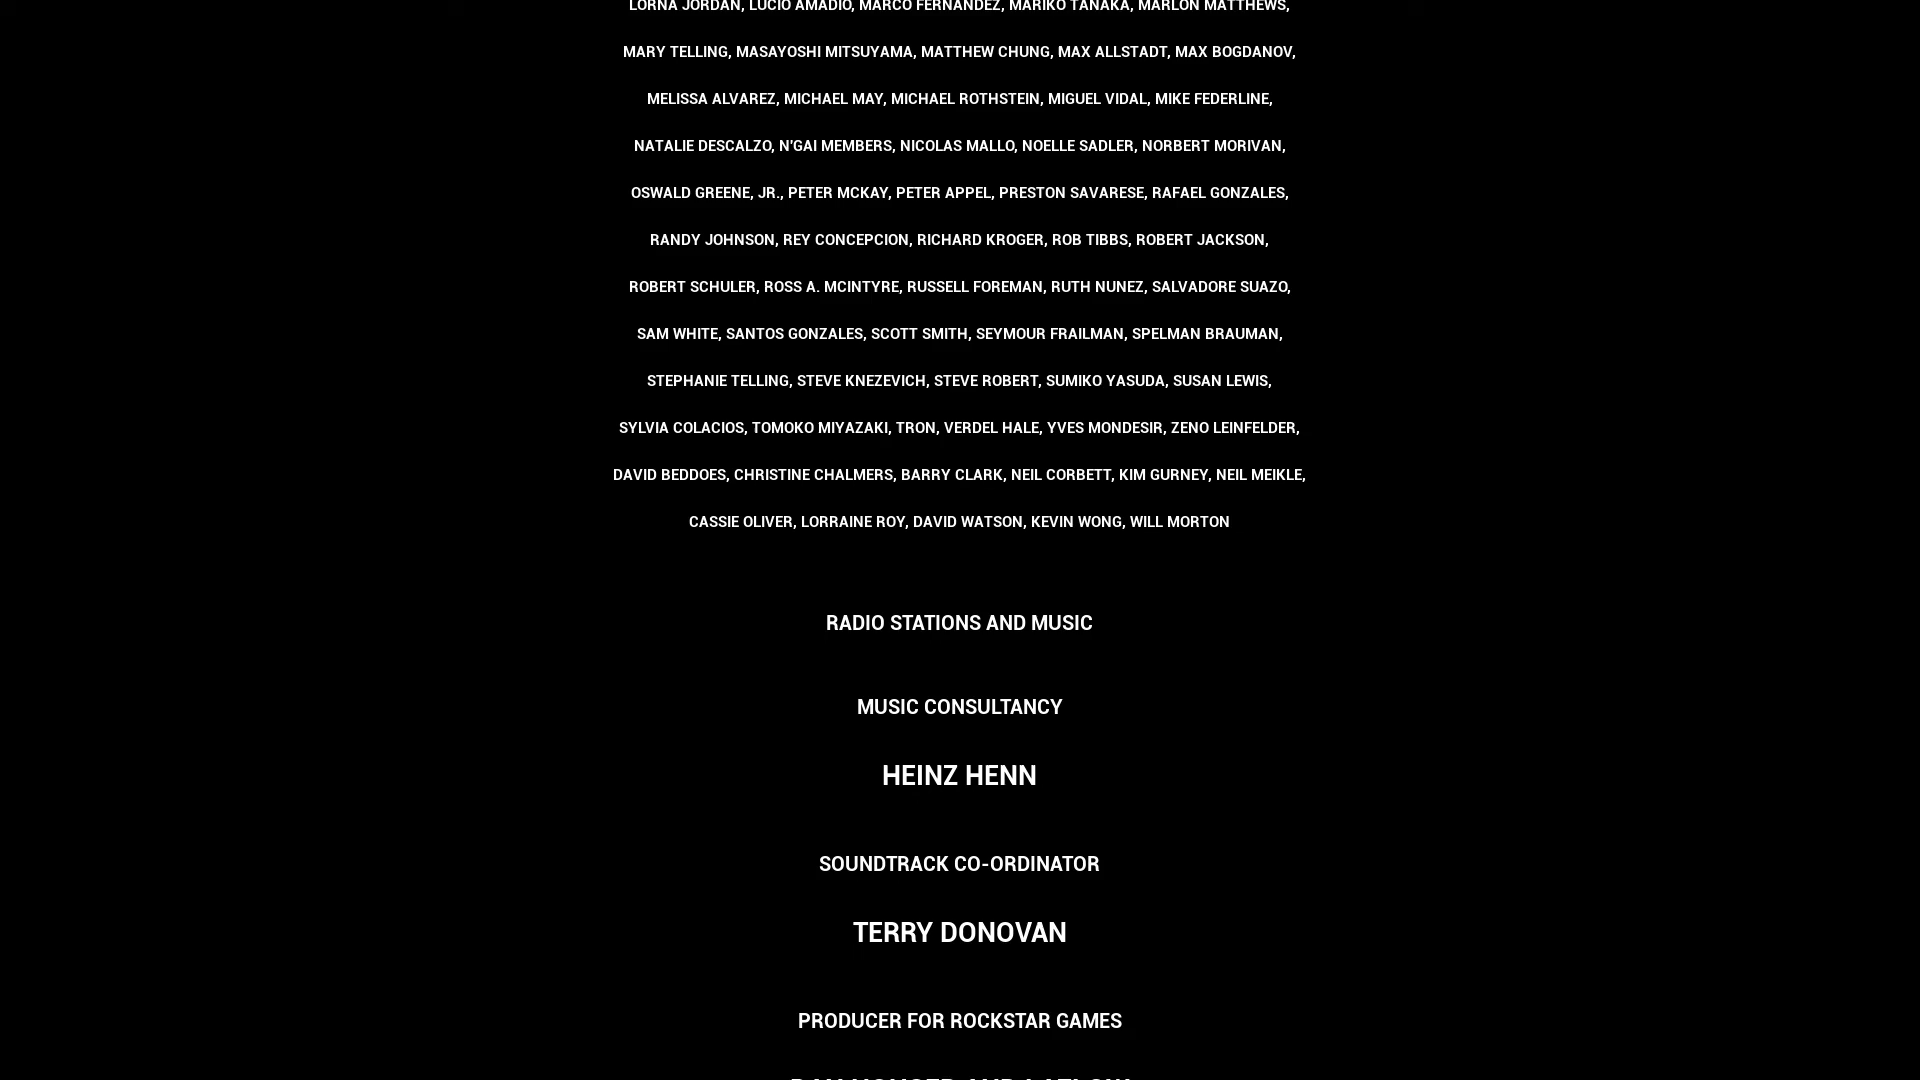 LORNA JORDAN, LUCIO AMADIO, MARCO FERNANDEZ, MARIKO TANAKA, MARLON MATTHEWS,
MARY TELLING, MASAYOSHI MITSUYAMA, MATTHEW CHUNG, MAX ALLSTADT, MAX BOGDANOV,
MELISSA ALVAREZ, MICHAEL MAY, MICHAEL ROTHSTEIN, MIGUEL VIDAL, MIKE FEDERLINE,
NATALIE DESCALZO, N'GAI MEMBERS, NICOLAS MALLO, NOELLE SADLER, NORBERT MORIVAN,
OSWALD GREENE, JR., PETER MCKAY, PETER APPEL, PRESTON SAVARESE, RAFAEL GONZALES,
RANDY JOHNSON, REY CONCEPCION, RICHARD KROGER, ROB TIBBS, ROBERT JACKSON,
ROBERT SCHULER, ROSS A. MCINTYRE, RUSSELL FOREMAN, RUTH NUNEZ, SALVADORE SUAZO,
SAM WHITE, SANTOS GONZALES, SCOTT SMITH, SEYMOUR FRAILMAN, SPELMAN BRAUMAN,
STEPHANIE TELLING, STEVE KNEZEVICH, STEVE ROBERT, SUMIKO YASUDA, SUSAN LEWIS,
SYLVIA COLACIOS, TOMOKO MIYAZAKI, TRON, VERDEL HALE, YVES MONDESIR, ZENO LEINFELDER,
DAVID BEDDOES, CHRISTINE CHALMERS, BARRY CLARK, NEIL CORBETT, KIM GURNEY, NEIL MEIKLE,
CASSIE OLIVER, LORRAINE ROY, DAVID WATSON, KEVIN WONG, WILL MORTON
RADIO STATIONS AND MUSIC
MUSIC CONSULTANCY
HEINZ HENN
SOUNDTRACK CO-ORDINATOR
TERRY DONOVAN
PRODUCER FOR ROCKSTAR GAMES